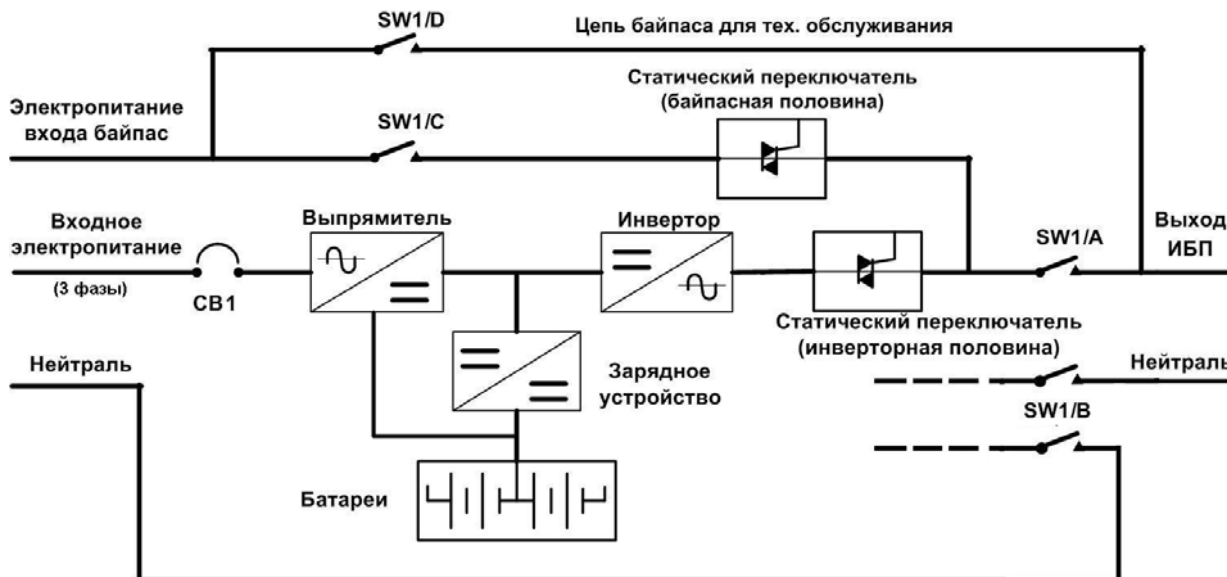 SW1/D
Цепь байпаса для тех. обслуживания
Статический переключатель
(байпасная половина)
Электропитание
входа байпас
SW1/C
Входное
электропитание
(3 фазы)
CB1
Выпрямитель
Инвертор
SW1/A
Выход
ИБП
Статический переключатель
(инверторная половина)
Нейтраль
Зарядное
устройство
Нейтраль
SW1/B
Батареи